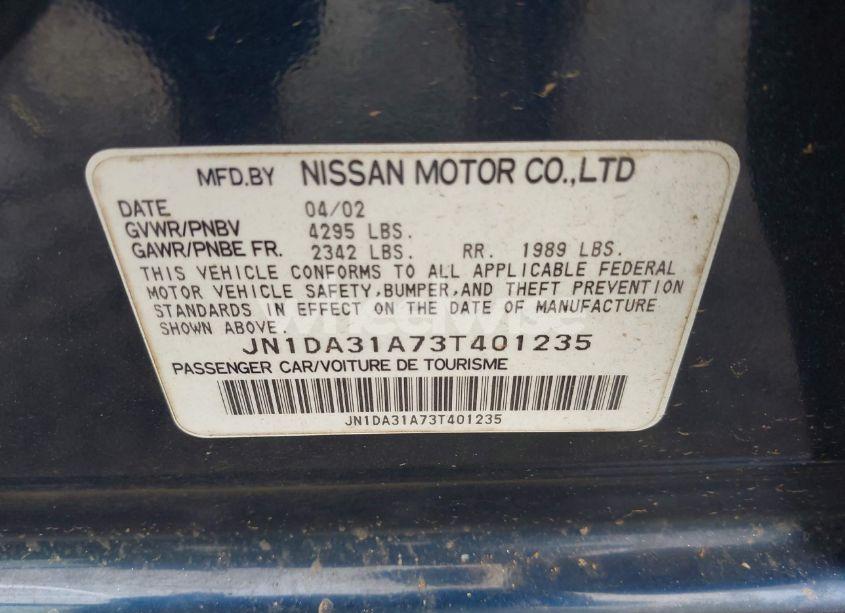 MFD.BY NISSAN MOTOR CO.,LTD
DATE 04/02
GVWR/PNBV 4295 LBS.
GAWR/PNBE FR. 2342 LBS. RR. 1989 LBS.
THIS VEHICLE CONFORMS TO ALL APPLICABLE FEDERAL
MOTOR VEHICLE SAFETY,BUMPER,AND THEFT PREVENTION
STANDARDS IN EFFECT ON THE DATE OF MANUFACTURE
SHOWN ABOVE.
JN1DA31A73T401235
PASSENGER CAR/VOITURE DE TOURISME
JN1DA31A73T401235